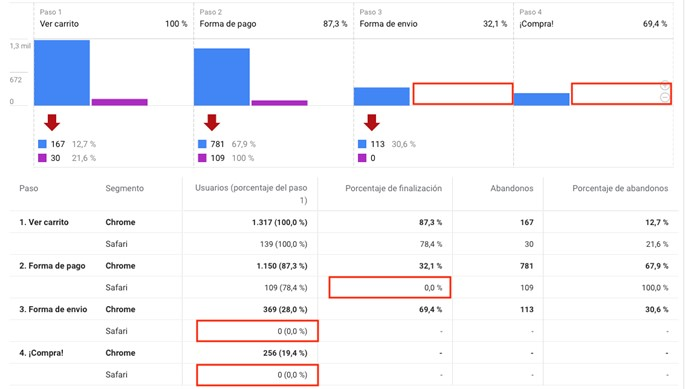 Paso 1
Ver carrito 100 %
Paso 2
Forma de pago 87,3 %
Paso 3
Forma de envio 32,1 %
Paso 4
¡Compra! 69,4 %
1,3 mil
672
0
167 12,7 %
30 21,6 %
781 67,9 %
109 100 %
113 30,6 %
0
Paso Segmento Usuarios (porcentaje del paso 1) Porcentaje de finalización Abandonos Porcentaje de abandonos
1. Ver carrito Chrome 1.317 (100,0 %) 87,3 % 167 12,7 %
Safari 139 (100,0 %) 78,4 % 30 21,6 %
2. Forma de pago Chrome 1.150 (87,3 %) 32,1 % 781 67,9 %
Safari 109 (78,4 %) 0,0 % 109 100,0 %
3. Forma de envio Chrome 369 (28,0 %) 69,4 % 113 30,6 %
Safari 0 (0,0 %) - - -
4. ¡Compra! Chrome 256 (19,4 %) - - -
Safari 0 (0,0 %) - - -